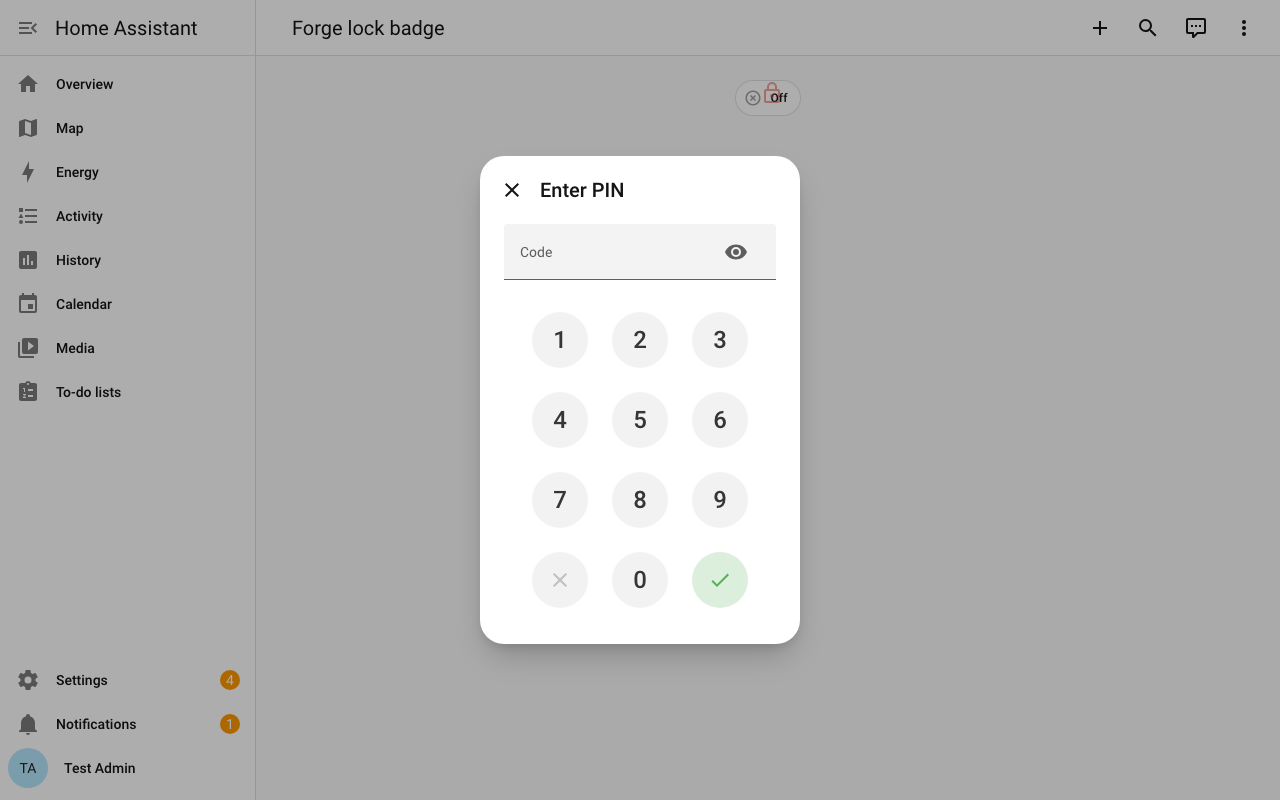 Home Assistant
Forge lock badge
Overview
Map
Energy
Activity
History
Calendar
Media
To-do lists
Settings 4
Notifications 1
TA Test Admin
Off
Enter PIN
Code
1 2 3
4 5 6
7 8 9
0